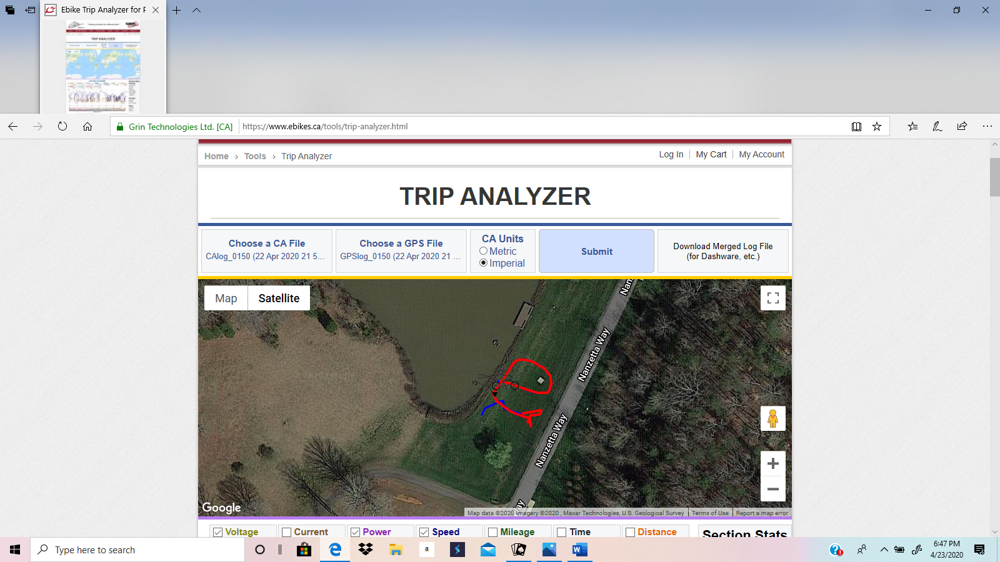 Ebike Trip Analyzer for F
TRIP ANALYZER
Grin Technologies Ltd. [CA]
https://www.ebikes.ca/tools/trip-analyzer.html
Home > Tools > Trip Analyzer
Log In | My Cart | My Account
TRIP ANALYZER
Choose a CA File
CAlog_0150 (22 Apr 2020 21 5...
Choose a GPS File
GPSlog_0150 (22 Apr 2020 21 ...
CA Units
Metric
Imperial
Submit
Download Merged Log File
(for Dashware, etc.)
Map
Satellite
Nan
Nanzetta Way
Nanzetta Way
Way
Google
Map data ©2020 Imagery ©2020 , Maxar Technologies, U.S. Geological Survey
Terms of Use
Report a map error
Voltage
Current
Power
Speed
Mileage
Time
Distance
Section Stats
Type here to search
a
W
6:47 PM
4/23/2020